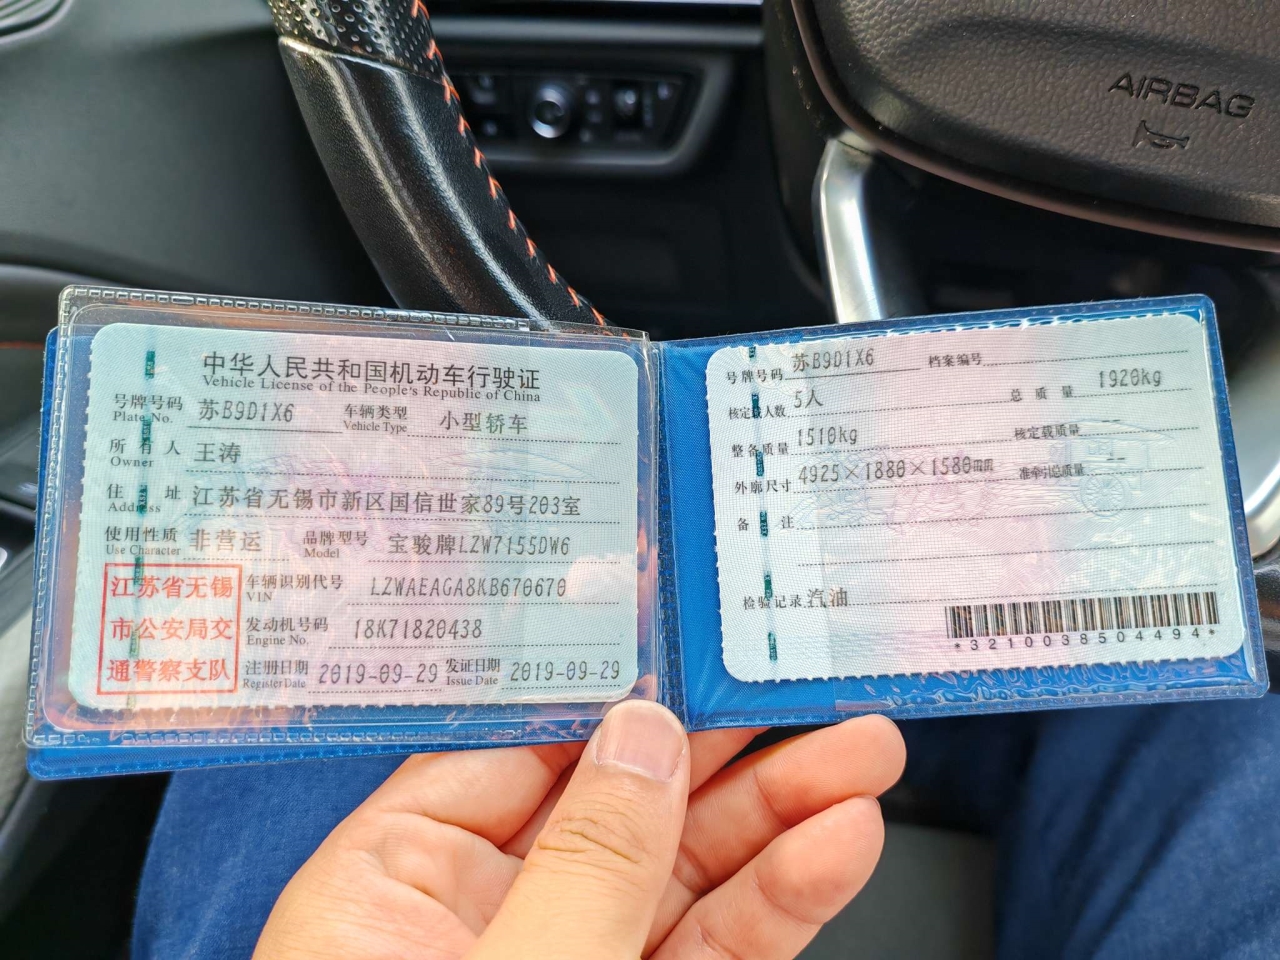 AIRBAG
中华人民共和国机动车行驶证
Vehicle License of the People's Republic of China
号牌号码 苏B9D1X6 车辆类型 小型轿车
Plate No. Vehicle Type
所有人 王涛
Owner
住址 江苏省无锡市新区国信世家89号203室
Address
使用性质 非营运 品牌型号 宝骏牌LZW7155DW6
Use Character Model
江苏省无锡
市公安局交
通警察支队
车辆识别代号 LZWAEAGA8KB670670
VIN
发动机号码 18K71820438
Engine No.
注册日期 2019-09-29 发证日期 2019-09-29
Register Date Issue Date
号牌号码 苏B9D1X6 档案编号
核定载人数 5人 总质量 1920kg
整备质量 1510kg 核定载质量 --
外廓尺寸 4925×1880×1580mm 准牵引总质量 --
备注
检验记录 汽油
*3210038504494*